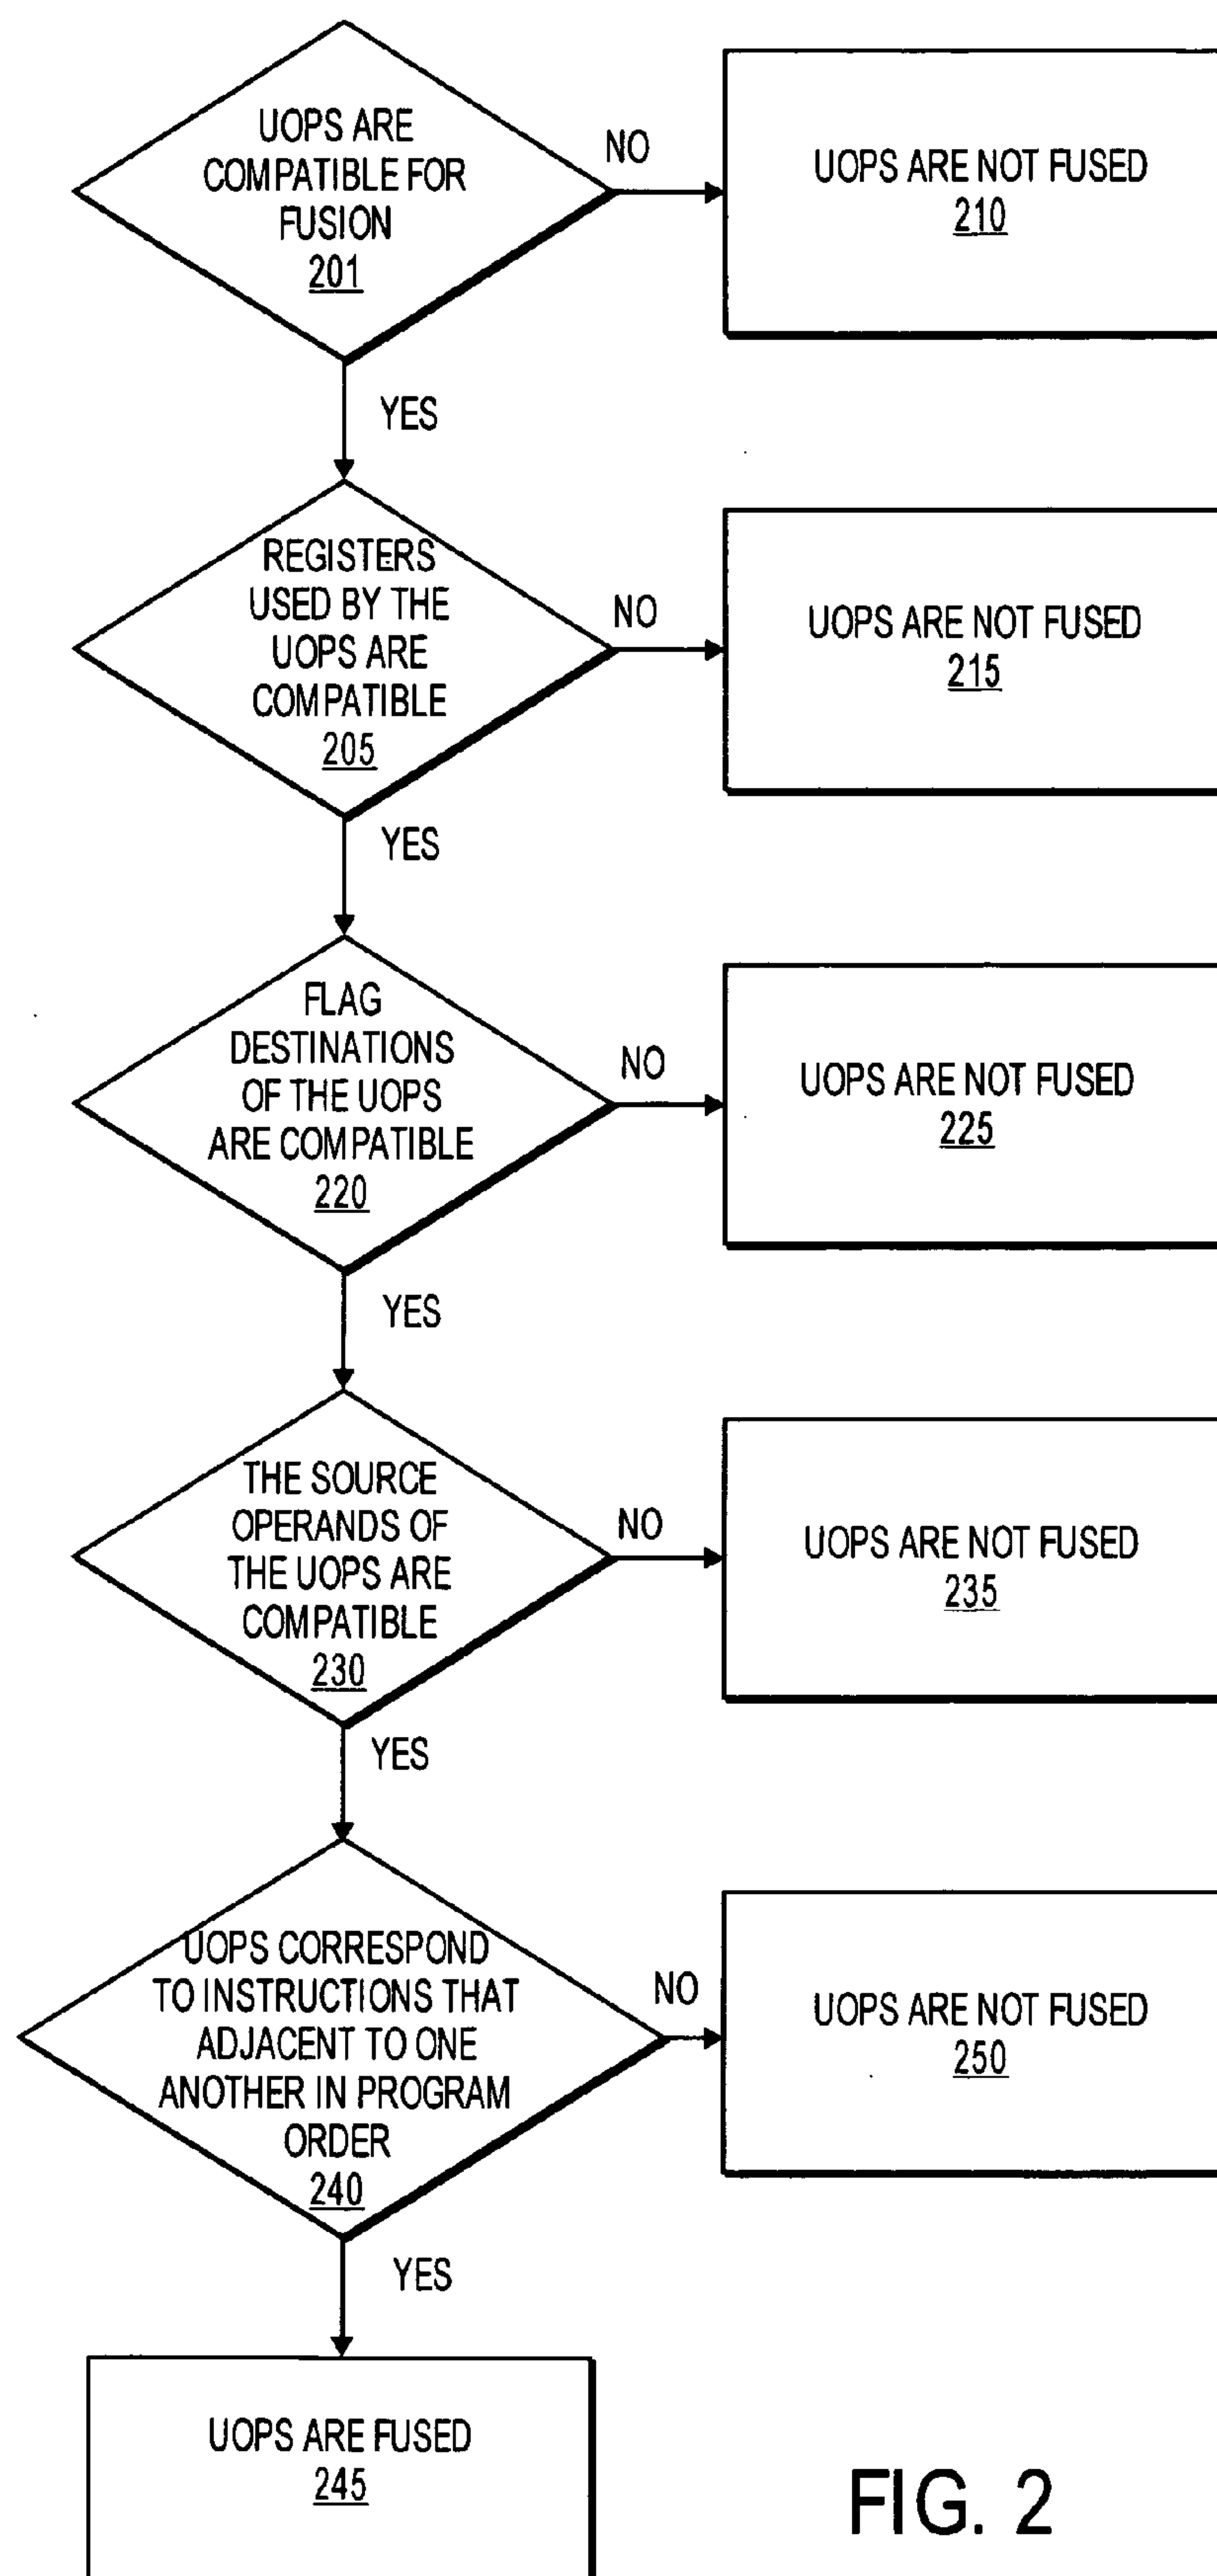 UOPS ARE
COMPATIBLE FOR
FUSION
201
NO
UOPS ARE NOT FUSED
210
YES
REGISTERS
USED BY THE
UOPS ARE
COMPATIBLE
205
NO
UOPS ARE NOT FUSED
215
YES
FLAG
DESTINATIONS
OF THE UOPS
ARE COMPATIBLE
220
NO
UOPS ARE NOT FUSED
225
YES
THE SOURCE
OPERANDS OF
THE UOPS ARE
COMPATIBLE
230
NO
UOPS ARE NOT FUSED
235
YES
UOPS CORRESPOND
TO INSTRUCTIONS THAT
ADJACENT TO ONE
ANOTHER IN PROGRAM
ORDER
240
NO
UOPS ARE NOT FUSED
250
YES
UOPS ARE FUSED
245
FIG. 2